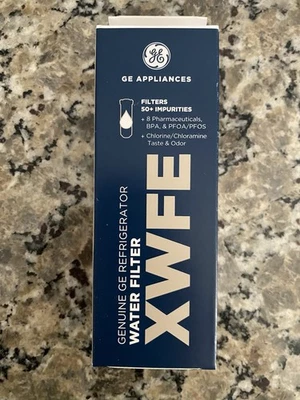 GE
GE APPLIANCES
FILTERS
50+ IMPURITIES
+ 8 Pharmaceuticals,
BPA, & PFOA/PFOS
+ Chlorine/Chloramine
Taste & Odor
GENUINE GE REFRIGERATOR
WATER FILTER
XWFE